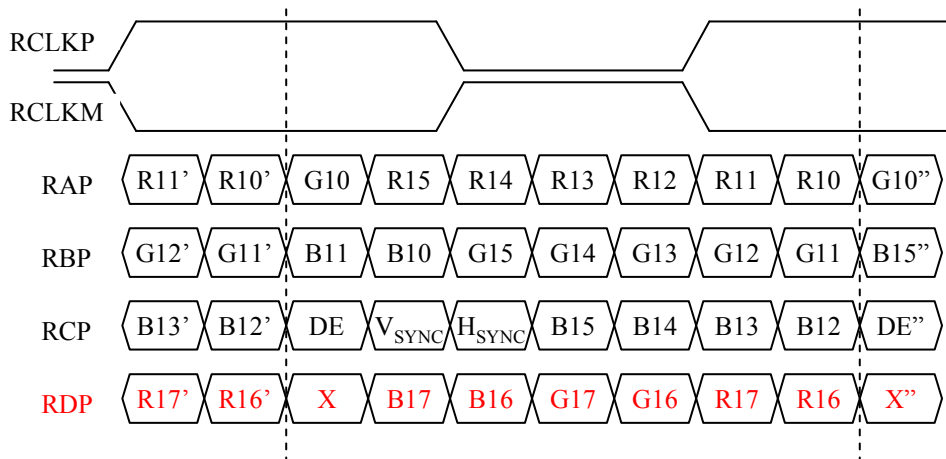 RCLKP
RCLKM
RAP R11’ R10’ G10 R15 R14 R13 R12 R11 R10 G10”
RBP G12’ G11’ B11 B10 G15 G14 G13 G12 G11 B15”
RCP B13’ B12’ DE VSYNC HSYNC B15 B14 B13 B12 DE”
RDP R17’ R16’ X B17 B16 G17 G16 R17 R16 X”